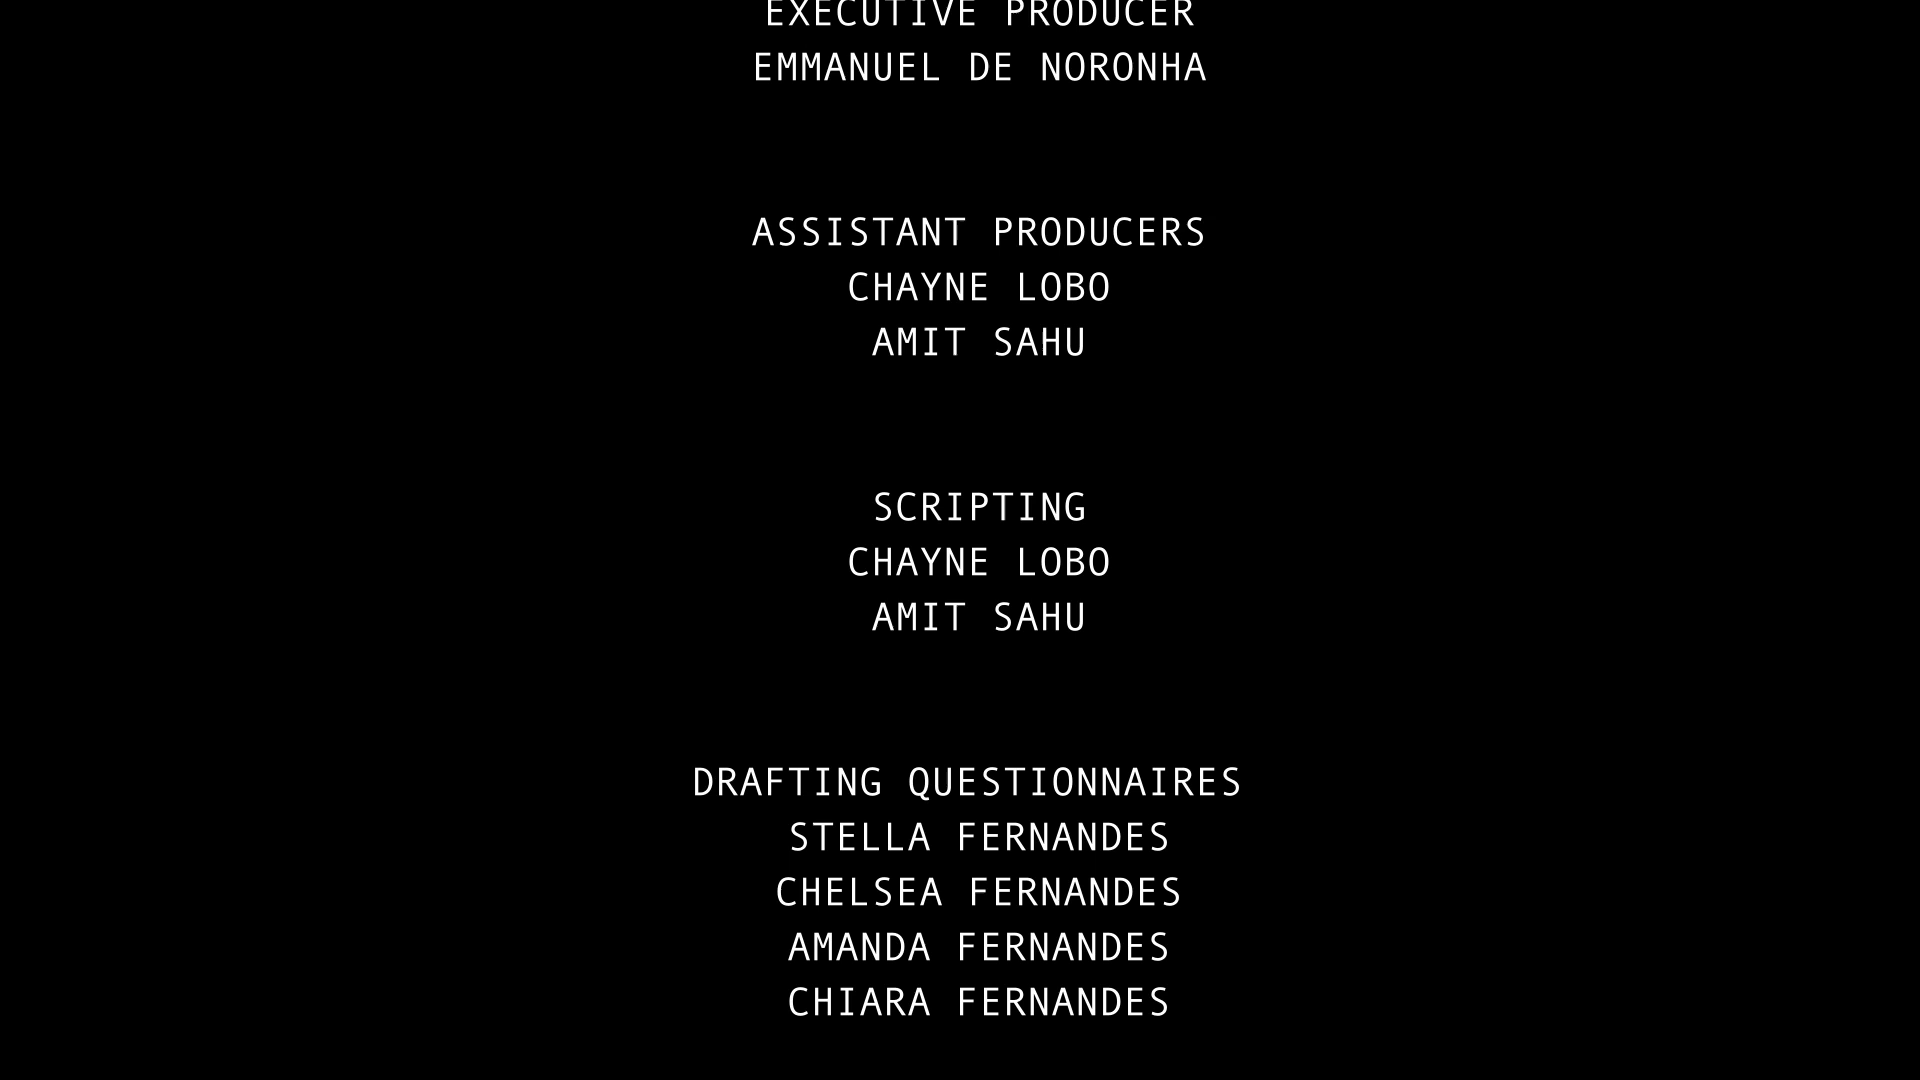 EXECUTIVE PRODUCER
EMMANUEL DE NORONHA
ASSISTANT PRODUCERS
CHAYNE LOBO
AMIT SAHU
SCRIPTING
CHAYNE LOBO
AMIT SAHU
DRAFTING QUESTIONNAIRES
STELLA FERNANDES
CHELSEA FERNANDES
AMANDA FERNANDES
CHIARA FERNANDES